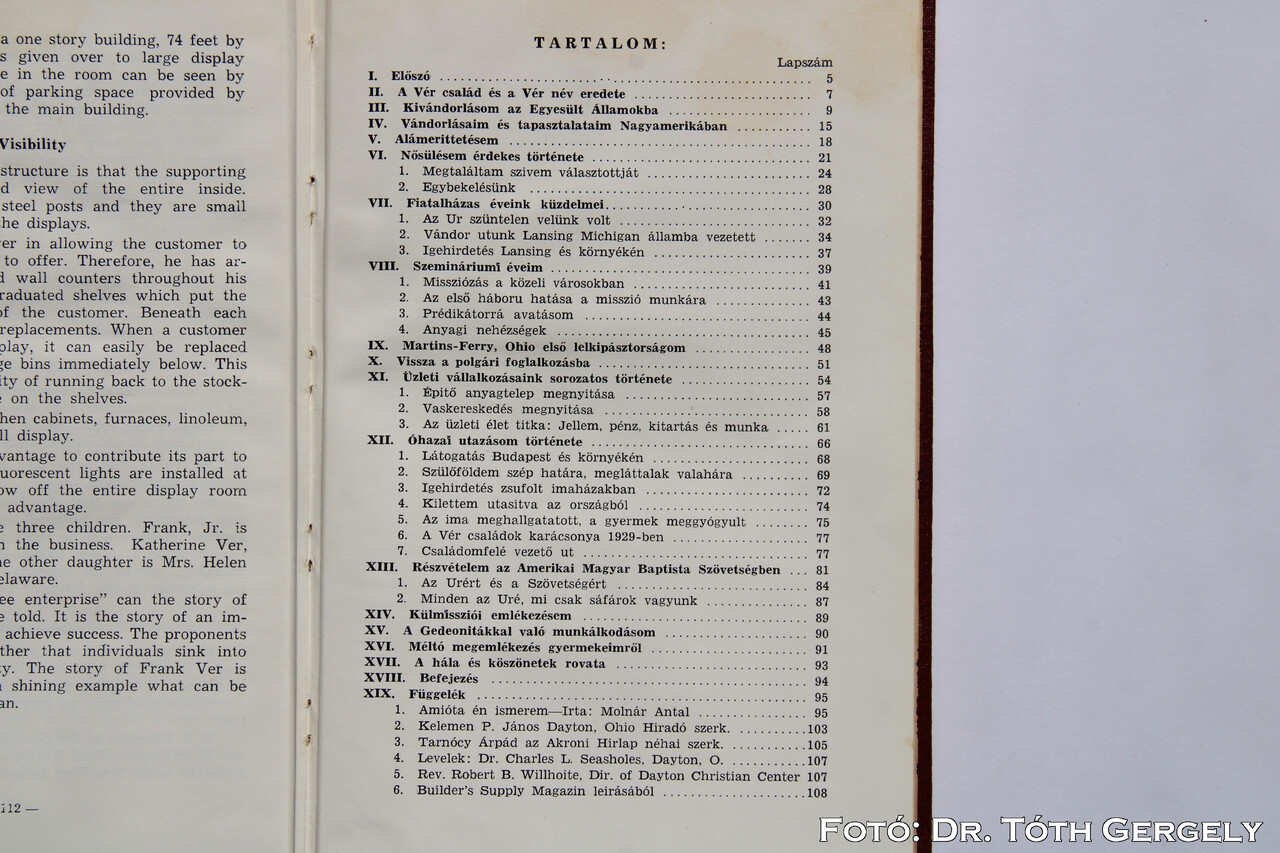 a one story building, 74 feet by
s given over to large display
e in the room can be seen by
of parking space provided by
the main building.
Visibility
structure is that the supporting
d view of the entire inside.
steel posts and they are small
he displays.
er in allowing the customer to
to offer. Therefore, he has ar-
d wall counters throughout his
raduated shelves which put the
of the customer. Beneath each
replacements. When a customer
play, it can easily be replaced
ge bins immediately below. This
ity of running back to the stock-
e on the shelves.
hen cabinets, furnaces, linoleum,
ll display.
vantage to contribute its part to
uorescent lights are installed at
ow off the entire display room
advantage.
e three children. Frank, Jr. is
n the business. Katherine Ver,
he other daughter is Mrs. Helen
elaware.
ee enterprise” can the story of
e told. It is the story of an im-
achieve success. The proponents
ther that individuals sink into
ty. The story of Frank Ver is
shining example what can be
an.
112 —
TARTALOM:
Lapszám
I. Előszó 5
II. A Vér család és a Vér név eredete 7
III. Kivándorlásom az Egyesült Államokba 9
IV. Vándorlásaim és tapasztalataim Nagyamerikában 15
V. Alámerittetésem 18
VI. Nősülésem érdekes története 21
1. Megtaláltam szivem választottját 24
2. Egybekelésünk 28
VII. Fiatalházas éveink küzdelmei 30
1. Az Ur szüntelen velünk volt 32
2. Vándor utunk Lansing Michigan államba vezetett 34
3. Igehirdetés Lansing és környékén 37
VIII. Szemináriumi éveim 39
1. Missziózás a közeli városokban 41
2. Az első háboru hatása a misszió munkára 43
3. Prédikátorrá avatásom 44
4. Anyagi nehézségek 45
IX. Martins-Ferry, Ohio első lelkipásztorságom 48
X. Vissza a polgári foglalkozásba 51
XI. Üzleti vállalkozásaink sorozatos története 54
1. Épitő anyagtelep megnyitása 57
2. Vaskereskedés megnyitása 58
3. Az üzleti élet titka: Jellem, pénz, kitartás és munka 61
XII. Óhazai utazásom története 66
1. Látogatás Budapest és környékén 68
2. Szülőföldem szép határa, megláttalak valahára 69
3. Igehirdetés zsufolt imaházakban 72
4. Kilettem utasitva az országból 74
5. Az ima meghallgatatott, a gyermek meggyógyult 75
6. A Vér családok karácsonya 1929-ben 77
7. Családomfelé vezető ut 77
XIII. Részvételem az Amerikai Magyar Baptista Szövetségben 81
1. Az Urért és a Szövetségért 84
2. Minden az Uré, mi csak sáfárok vagyunk 87
XIV. Külmissziói emlékezésem 89
XV. A Gedeonitákkal való munkálkodásom 90
XVI. Méltó megemlékezés gyermekeimről 91
XVII. A hála és köszönetek rovata 93
XVIII. Befejezés 94
XIX. Függelék 95
1. Amióta én ismerem—Irta: Molnár Antal 95
2. Kelemen P. János Dayton, Ohio Hiradó szerk. 103
3. Tarnócy Árpád az Akroni Hirlap néhai szerk. 105
4. Levelek: Dr. Charles L. Seasholes, Dayton, O. 107
5. Rev. Robert B. Willhoite, Dir. of Dayton Christian Center 107
6. Builder's Supply Magazin leirásából 108
Fotó: Dr. Tóth Gergely